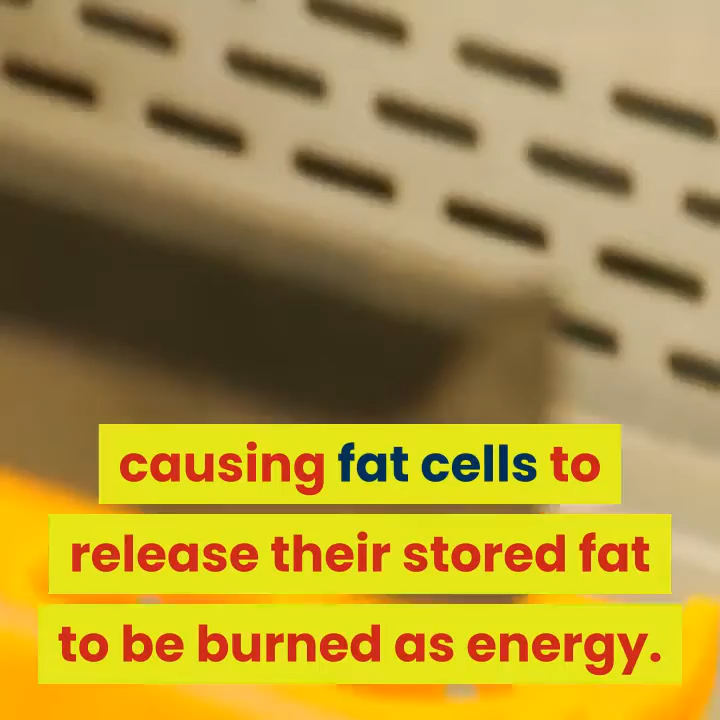 causing fat cells to
release their stored fat
to be burned as energy.